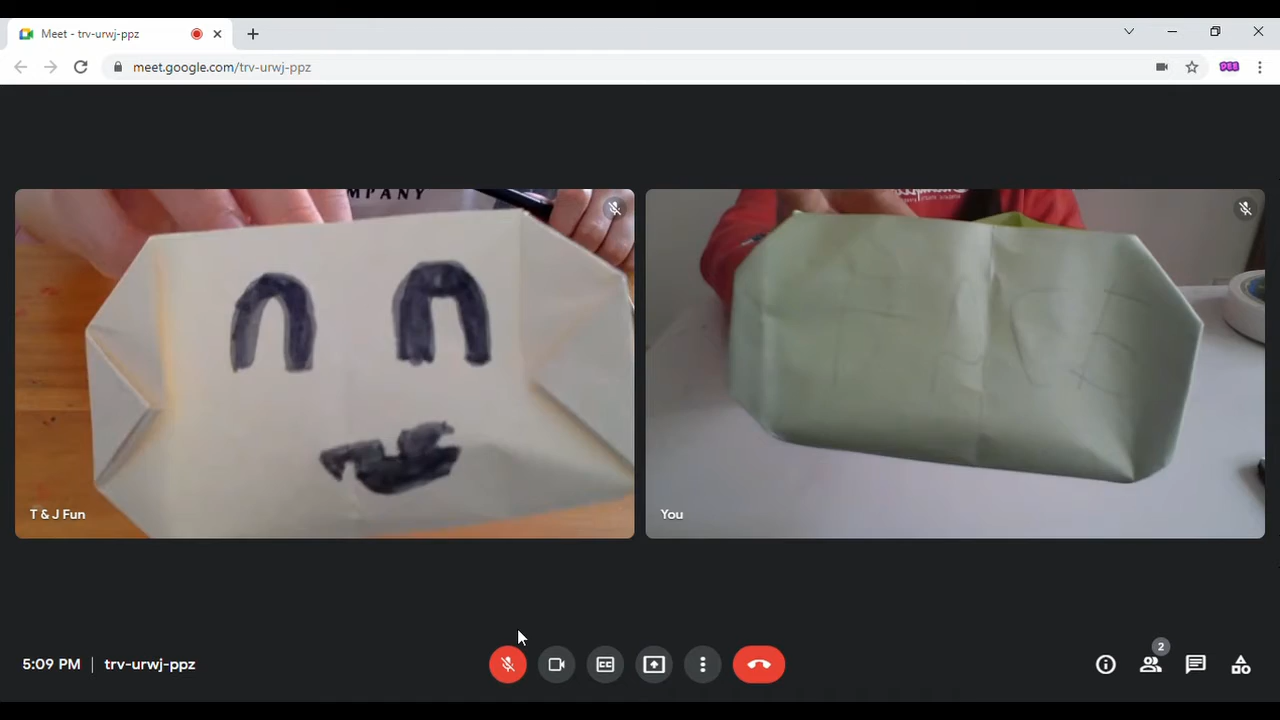 Meet - trv-urwj-ppz
meet.google.com/trv-urwj-ppz
MPANY
T & J Fun
You
5:09 PM | trv-urwj-ppz
CC
2